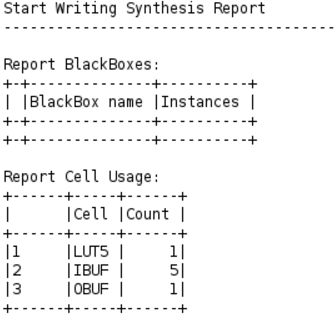 Start Writing Synthesis Report
---------------------------------------

Report BlackBoxes:
+-+--------------+----------+
| |BlackBox name |Instances |
+-+--------------+----------+
+-+--------------+----------+

Report Cell Usage:
+------+-----+------+
|      |Cell |Count |
+------+-----+------+
|1     |LUT5 |     1|
|2     |IBUF |     5|
|3     |OBUF |     1|
+------+-----+------+